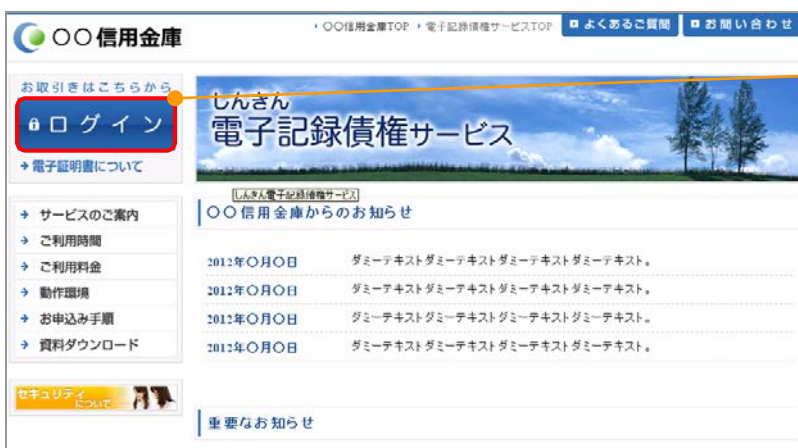 〇〇信用金庫
〇〇信用金庫TOP
電子記録債権サービスTOP
よくあるご質問
お問い合わせ
お取引きはこちらから
ログイン
電子証明書について
しんきん
電子記録債権サービス
しんきん電子記録債権サービス
〇〇信用金庫からのお知らせ
サービスのご案内
ご利用時間
ご利用料金
動作環境
お申込み手順
資料ダウンロード
2012年〇月〇日 ダミーテキストダミーテキストダミーテキストダミーテキスト。
2012年〇月〇日 ダミーテキストダミーテキストダミーテキストダミーテキスト。
2012年〇月〇日 ダミーテキストダミーテキストダミーテキストダミーテキスト。
2012年〇月〇日 ダミーテキストダミーテキストダミーテキストダミーテキスト。
セキュリティ
について
重要なお知らせ